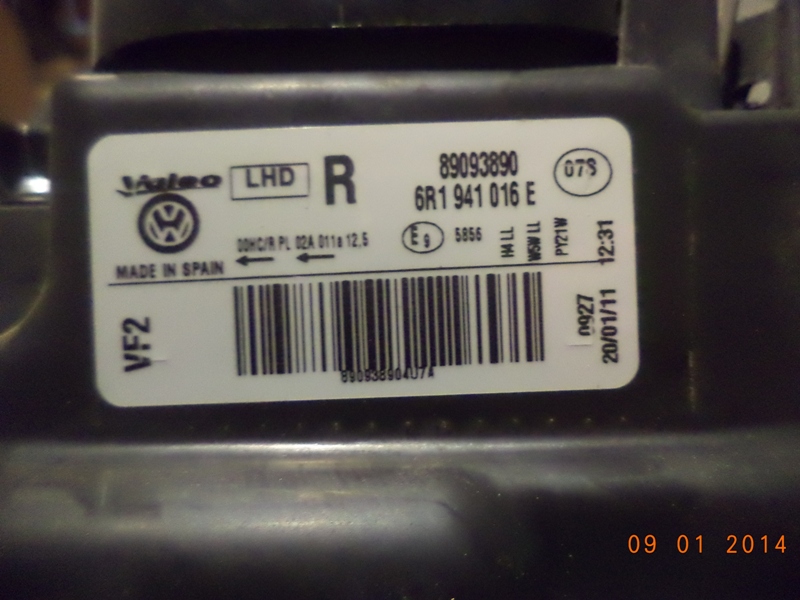 Valeo LHD R 89093890 07S
6R1 941 016 E
00HC/R PL 02A 011a 12,5 E9 5856
H4 LL
W5W LL
PY21W
MADE IN SPAIN
VF2
89093890407A
0927
20/01/11 12:31
09 01 2014